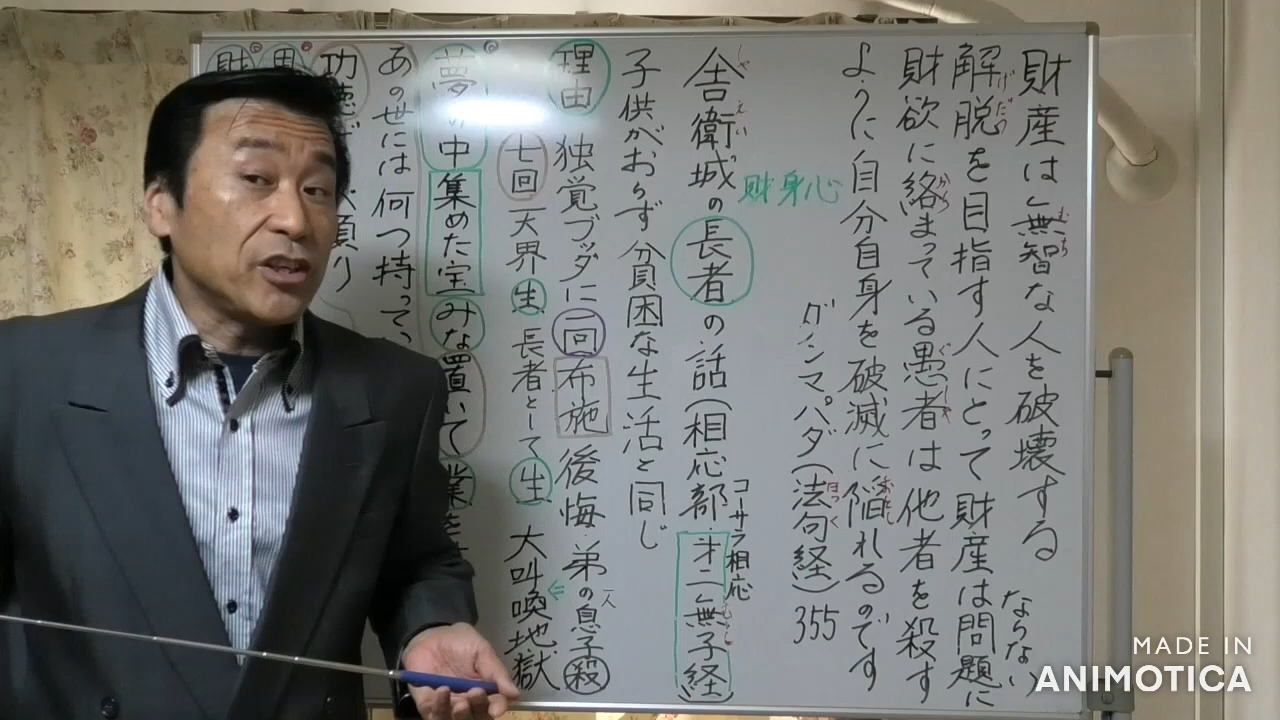 財産は無智な人を破壊する
解脱を目指す人にとって財産は問題に
ならない
財欲に絡まっている愚者は他者を殺す
ように自分自身を破滅に陥れるのです
ダンマパダ(法句経)355
財身心
舎衛城の長者の話(相応部
コーサラ相応
第二無子経)
子供がおらず貧困な生活と同じ
理由 独覚ブッダに二回布施 後悔・弟の一人息子殺
七回 天界生 長者として生 大叫喚地獄
夢の中 集めた宝 みな置いて 業
あの世には何つ持って
功徳
頼り
財
MADE IN
ANIMOTICA